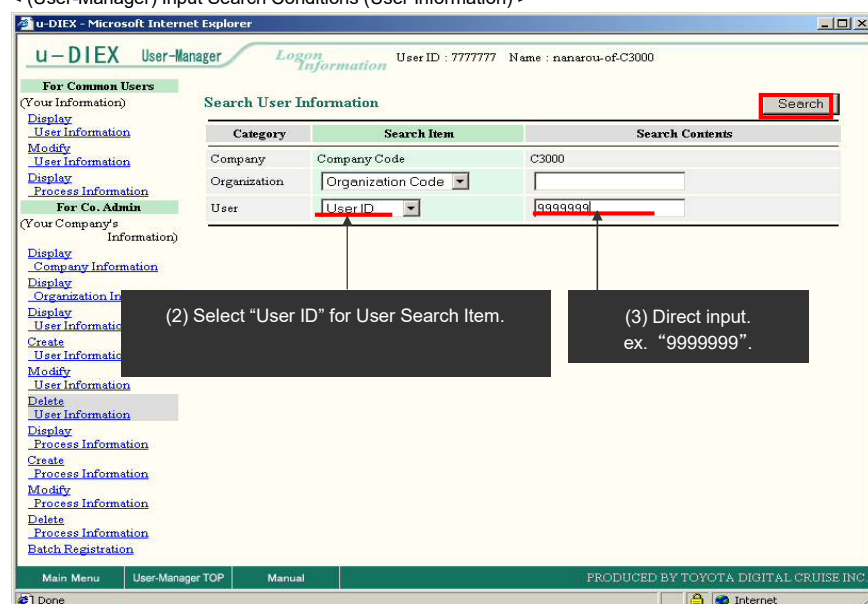 < (User-Manager) Input Search Conditions (User Information) >
u-DIEX - Microsoft Internet Explorer
u-DIEX User-Manager Logon Information User ID : 7777777 Name : nanarou-of-C3000
For Common Users
(Your Information)
Search User Information Search
Display
User Information
Category Search Item Search Contents
Modify
User Information
Company Company Code C3000
Display
Process Information
Organization Organization Code
For Co. Admin
User User ID 9999999
(Your Company's
Information)
Display
Company Information
Display
Organization In
Display
User Informatio
Create
User Informatio
(2) Select “User ID” for User Search Item.
(3) Direct input.
ex. “9999999”.
Modify
User Information
Delete
User Information
Display
Process Information
Create
Process Information
Modify
Process Information
Delete
Process Information
Batch Registration
Main Menu User-Manager TOP Manual PRODUCED BY TOYOTA DIGITAL CRUISE INC.
Done Internet